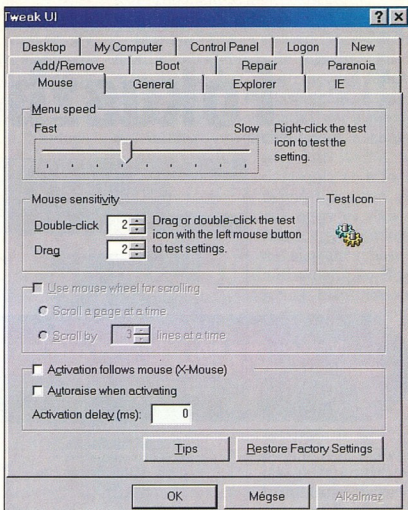 Tweak UI
Desktop My Computer Control Panel Logon New
Add/Remove Boot Repair Paranoia
Mouse General Explorer IE
Menu speed
Fast Slow
Right-click the test
icon to test the
setting.
Mouse sensitivity
Double-click 2
Drag 2
Drag or double-click the test
icon with the left mouse button
to test settings.
Test Icon
Use mouse wheel for scrolling
Scroll a page at a time
Scroll by 3 lines at a time
Activation follows mouse (X-Mouse)
Autoraise when activating
Activation delay (ms): 0
Tips Restore Factory Settings
OK Mégse Alkalmaz